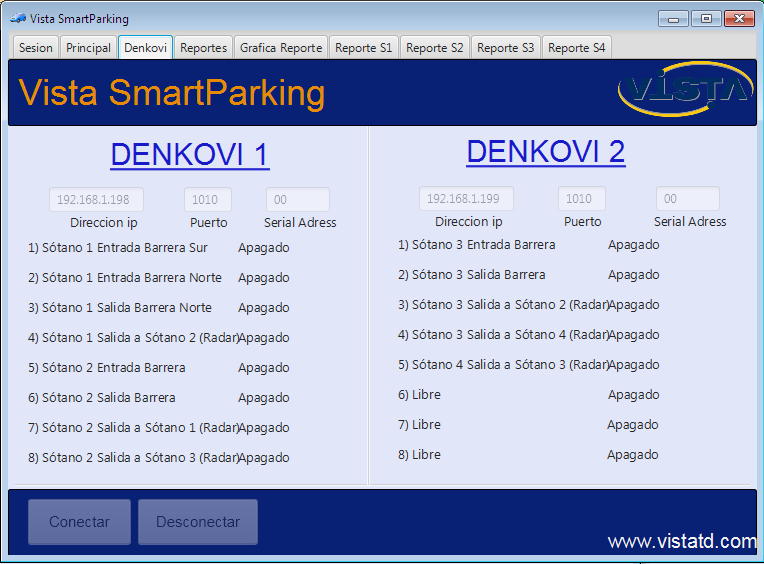 Vista SmartParking
Sesion Principal Denkovi Reportes Grafica Reporte Reporte S1 Reporte S2 Reporte S3 Reporte S4
Vista SmartParking
VISTA
DENKOVI 1
192.168.1.198 1010 00
Direccion ip Puerto Serial Adress
1) Sótano 1 Entrada Barrera Sur Apagado
2) Sótano 1 Entrada Barrera Norte Apagado
3) Sótano 1 Salida Barrera Norte Apagado
4) Sótano 1 Salida a Sótano 2 (Radar) Apagado
5) Sótano 2 Entrada Barrera Apagado
6) Sótano 2 Salida Barrera Apagado
7) Sótano 2 Salida a Sótano 1 (Radar) Apagado
8) Sótano 2 Salida a Sótano 3 (Radar) Apagado
DENKOVI 2
192.168.1.199 1010 00
Direccion ip Puerto Serial Adress
1) Sótano 3 Entrada Barrera Apagado
2) Sótano 3 Salida Barrera Apagado
3) Sótano 3 Salida a Sótano 2 (Radar) Apagado
4) Sótano 3 Salida a Sótano 4 (Radar) Apagado
5) Sótano 4 Salida a Sótano 3 (Radar) Apagado
6) Libre Apagado
7) Libre Apagado
8) Libre Apagado
Conectar Desconectar
www.vistatd.com